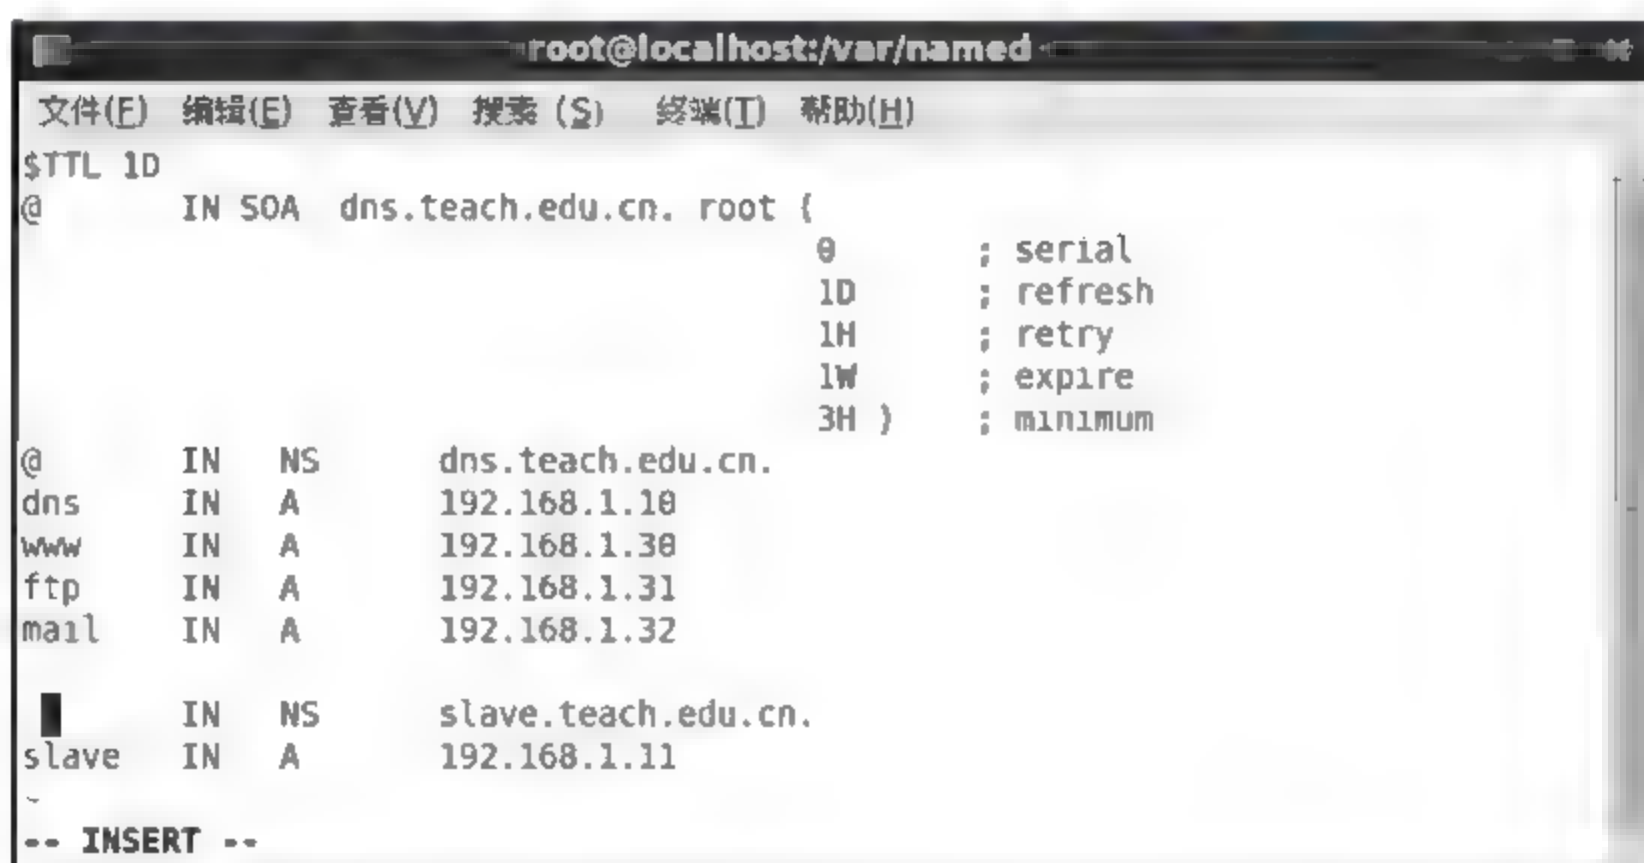 root@localhost:/var/named
文件(F) 编辑(E) 查看(V) 搜索 (S) 终端(T) 帮助(H)
$TTL 1D
@ IN SOA dns.teach.edu.cn. root (
0 ; serial
1D ; refresh
1H ; retry
1W ; expire
3H ) ; minimum
@ IN NS dns.teach.edu.cn.
dns IN A 192.168.1.10
www IN A 192.168.1.30
ftp IN A 192.168.1.31
mail IN A 192.168.1.32
IN NS slave.teach.edu.cn.
slave IN A 192.168.1.11
~
-- INSERT --